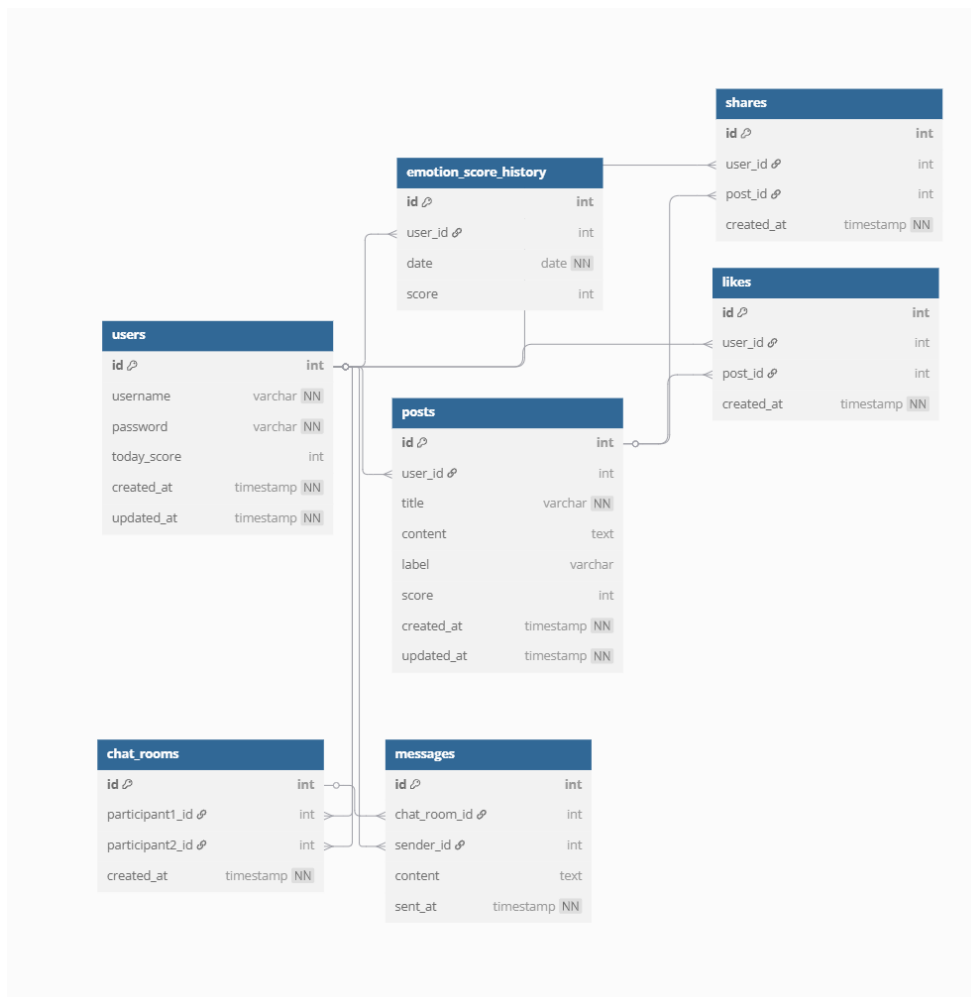 shares
id int
user_id int
post_id int
created_at timestamp NN
emotion_score_history
id int
user_id int
date date NN
score int
likes
id int
user_id int
post_id int
created_at timestamp NN
users
id int
username varchar NN
password varchar NN
today_score int
created_at timestamp NN
updated_at timestamp NN
posts
id int
user_id int
title varchar NN
content text
label varchar
score int
created_at timestamp NN
updated_at timestamp NN
chat_rooms
id int
participant1_id int
participant2_id int
created_at timestamp NN
messages
id int
chat_room_id int
sender_id int
content text
sent_at timestamp NN